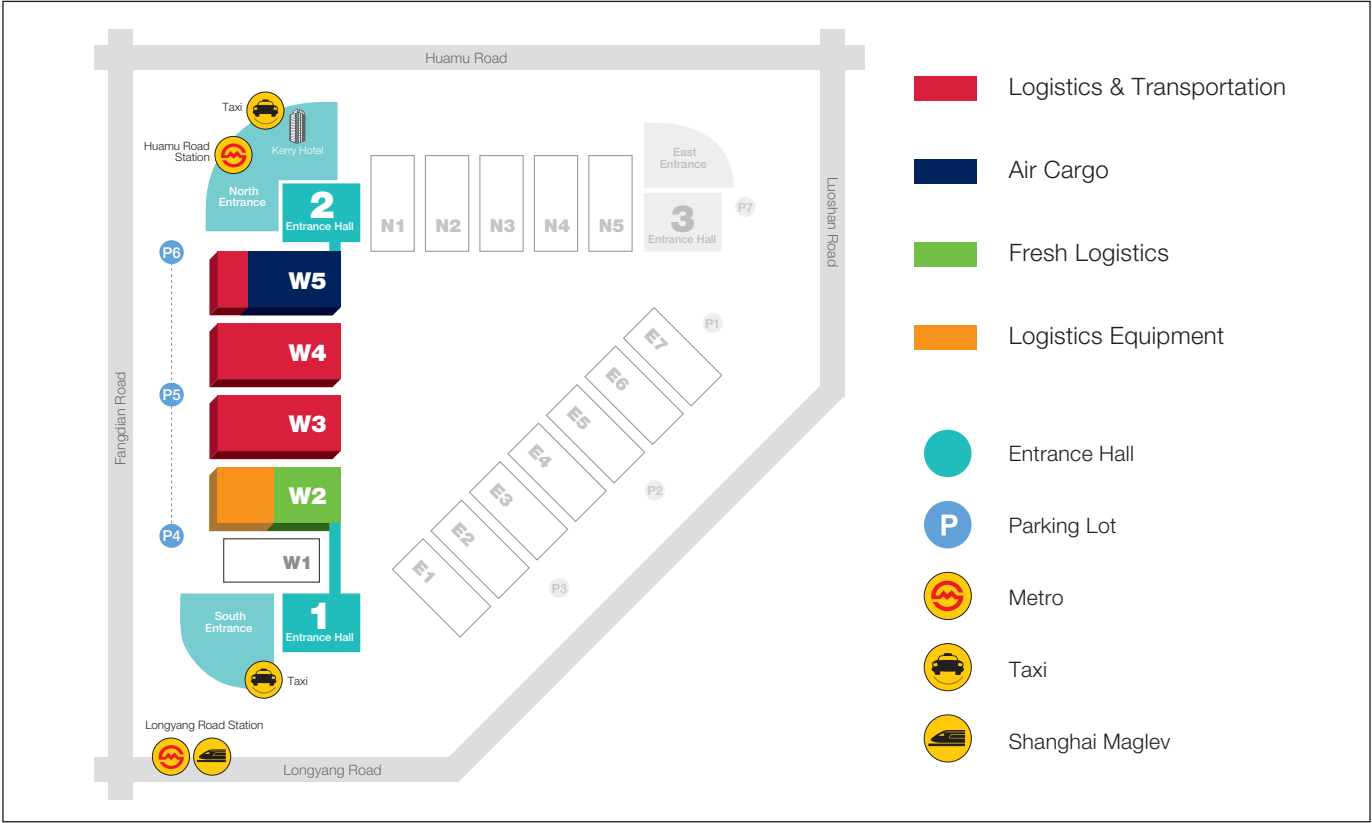 Huamu Road
Taxi
Kerry Hotel
Huamu Road
Station
North
Entrance
2
Entrance Hall
N1
N2
N3
N4
N5
East
Entrance
3
Entrance Hall
P7
Luoshan Road
Fangdian Road
P6
P5
P4
W5
W4
W3
W2
W1
E7
E6
E5
E4
E3
E2
E1
P1
P2
P3
South
Entrance
1
Entrance Hall
Taxi
Longyang Road Station
Longyang Road
Logistics & Transportation
Air Cargo
Fresh Logistics
Logistics Equipment
Entrance Hall
P
Parking Lot
Metro
Taxi
Shanghai Maglev